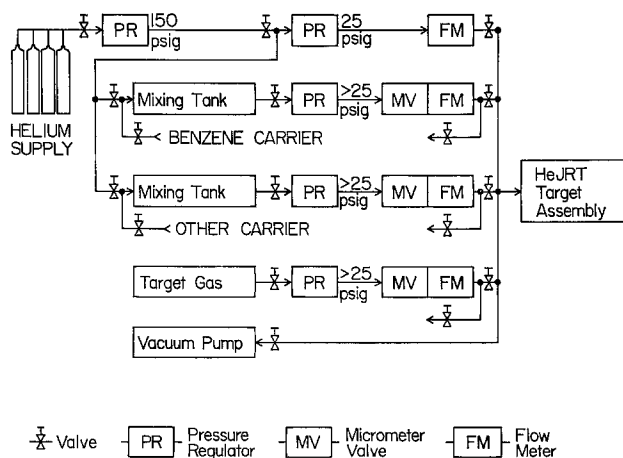 150
psig
PR
25
psig
PR
FM
HELIUM
SUPPLY
Mixing Tank
PR
>25
psig
MV
FM
BENZENE CARRIER
Mixing Tank
PR
>25
psig
MV
FM
HeJRT
Target
Assembly
OTHER CARRIER
Target Gas
PR
>25
psig
MV
FM
Vacuum Pump
Valve
PR
Pressure
Regulator
MV
Micrometer
Valve
FM
Flow
Meter